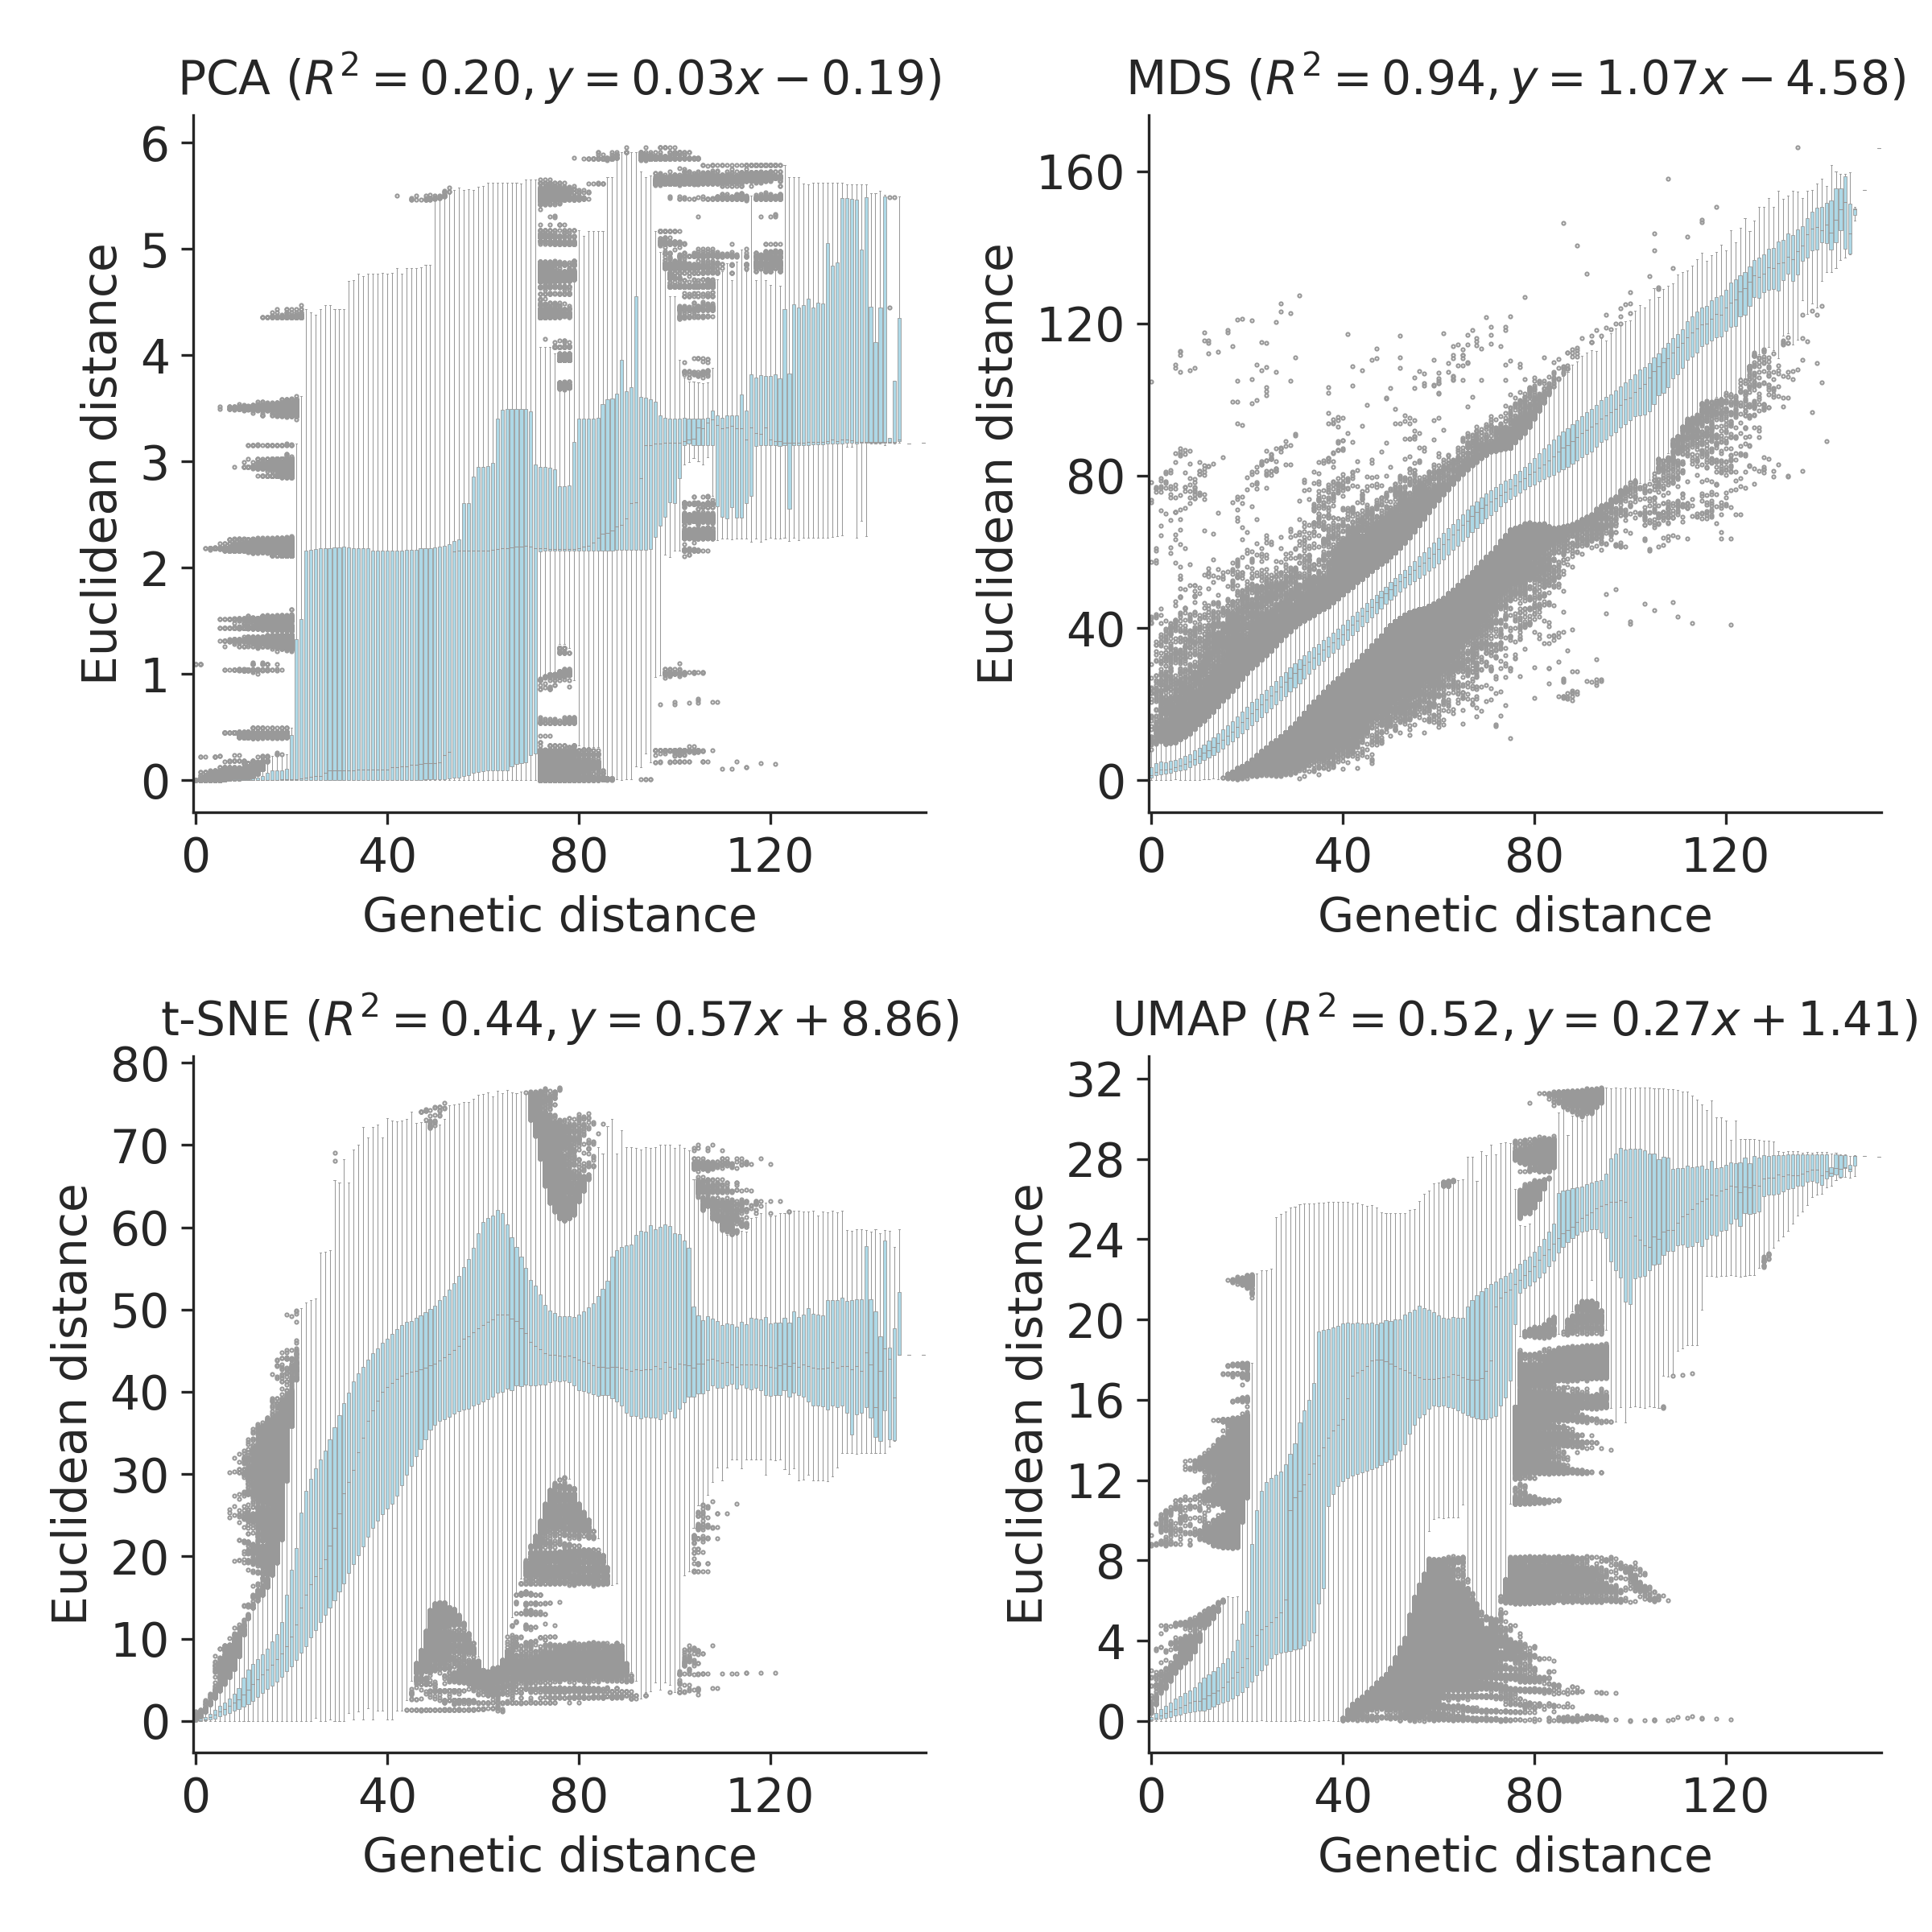 PCA (R² = 0.20, y = 0.03x − 0.19)
6
5
4
3
2
1
0
Euclidean distance
0 40 80 120
Genetic distance
MDS (R² = 0.94, y = 1.07x − 4.58)
160
120
80
40
0
Euclidean distance
0 40 80 120
Genetic distance
t-SNE (R² = 0.44, y = 0.57x + 8.86)
80
70
60
50
40
30
20
10
0
Euclidean distance
0 40 80 120
Genetic distance
UMAP (R² = 0.52, y = 0.27x + 1.41)
32
28
24
20
16
12
8
4
0
Euclidean distance
0 40 80 120
Genetic distance